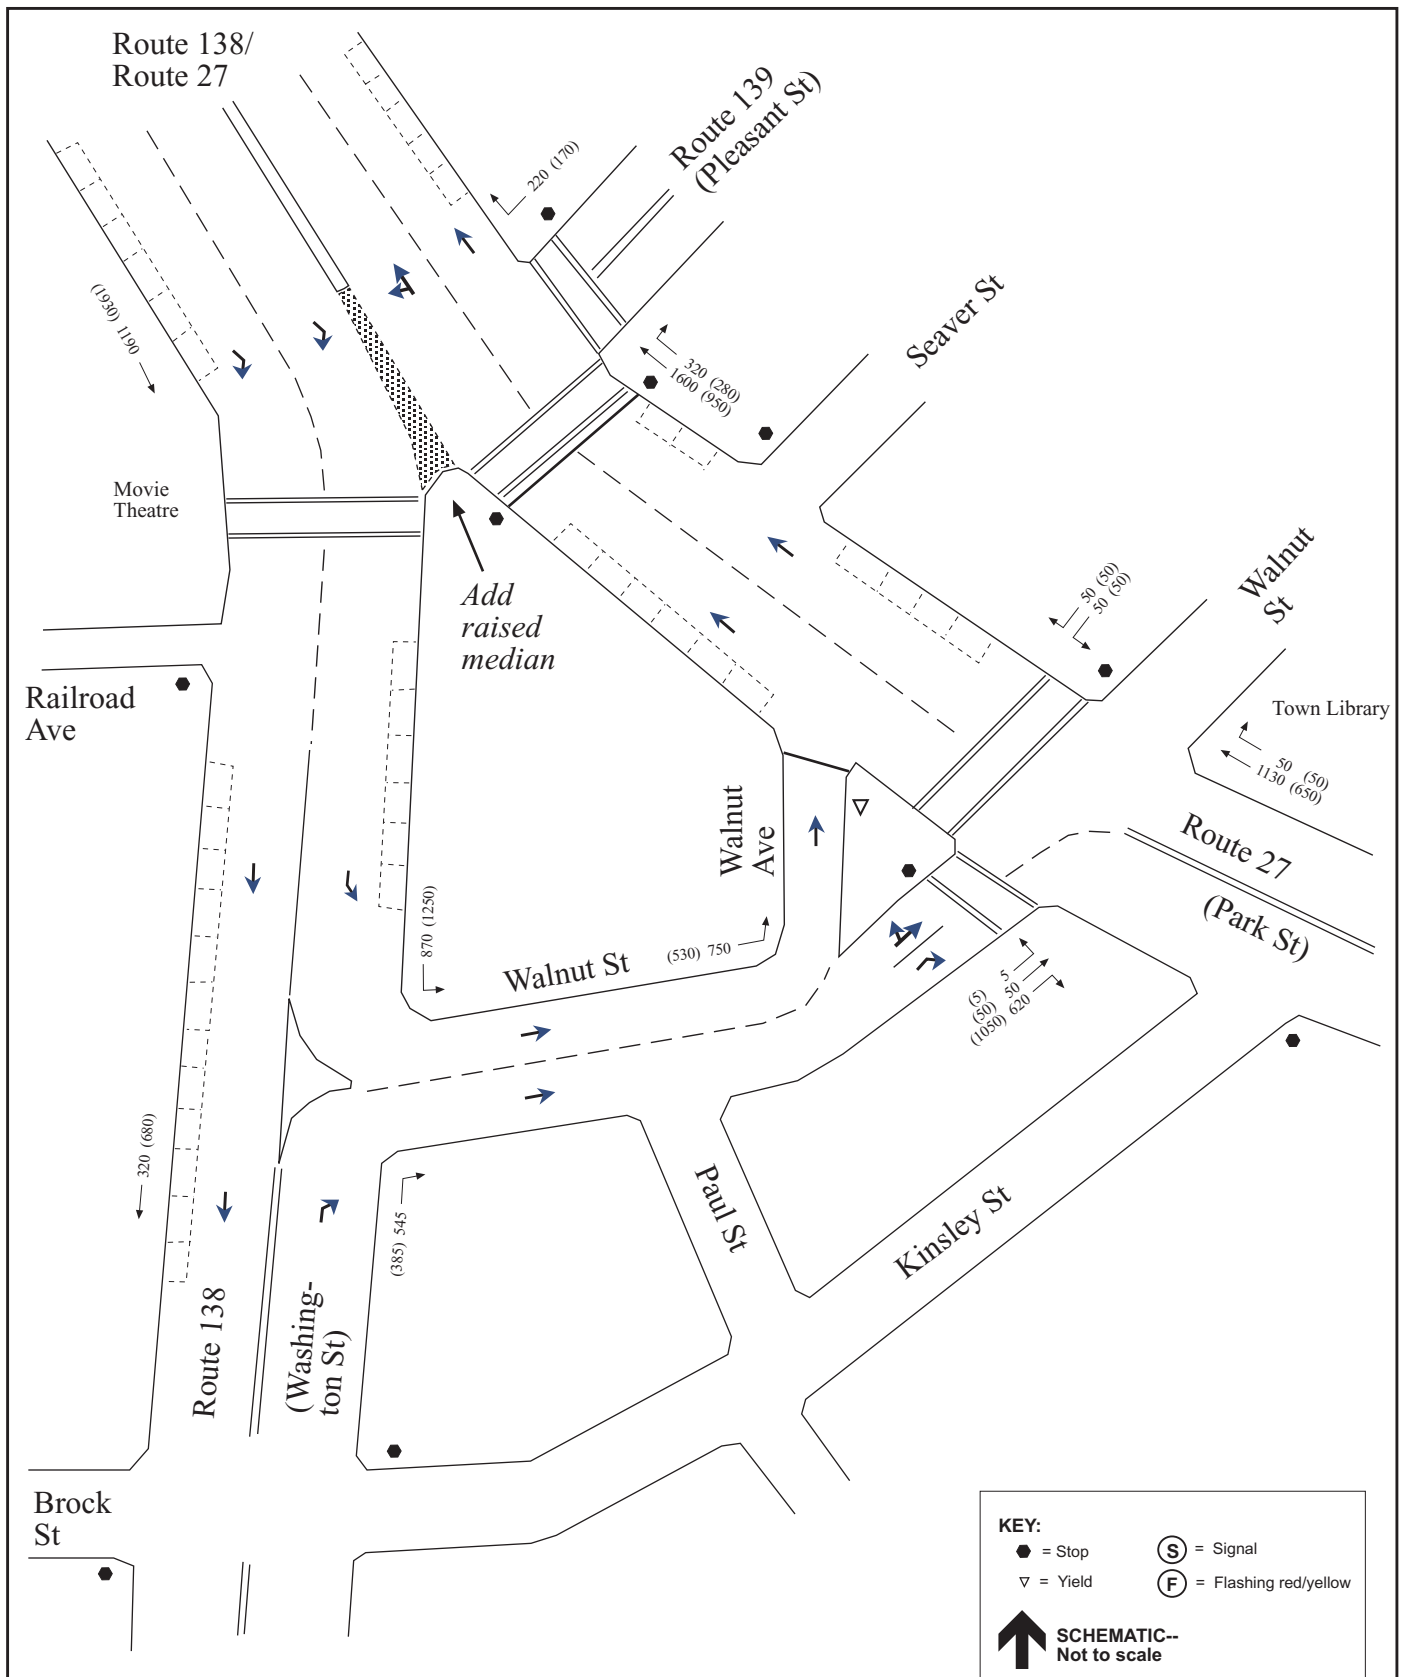 Route 138/
Route 27
Route 139
(Pleasant St)
220 (170)
Seaver St
320 (280)
1600 (950)
(1930) 1190
Movie
Theatre
Add
raised
median
Walnut
St
50 (50)
50 (50)
Town Library
50 (50)
1130 (650)
Railroad
Ave
Walnut
Ave
Route 27
(Park St)
870 (1250)
Walnut St
(530) 750
(5) 5
(50) 50
(1050) 620
320 (680)
(385) 545
Paul St
Kinsley St
Route 138
(Washing-
ton St)
Brock
St
KEY:
= Stop
S = Signal
= Yield
F = Flashing red/yellow
SCHEMATIC--
Not to scale